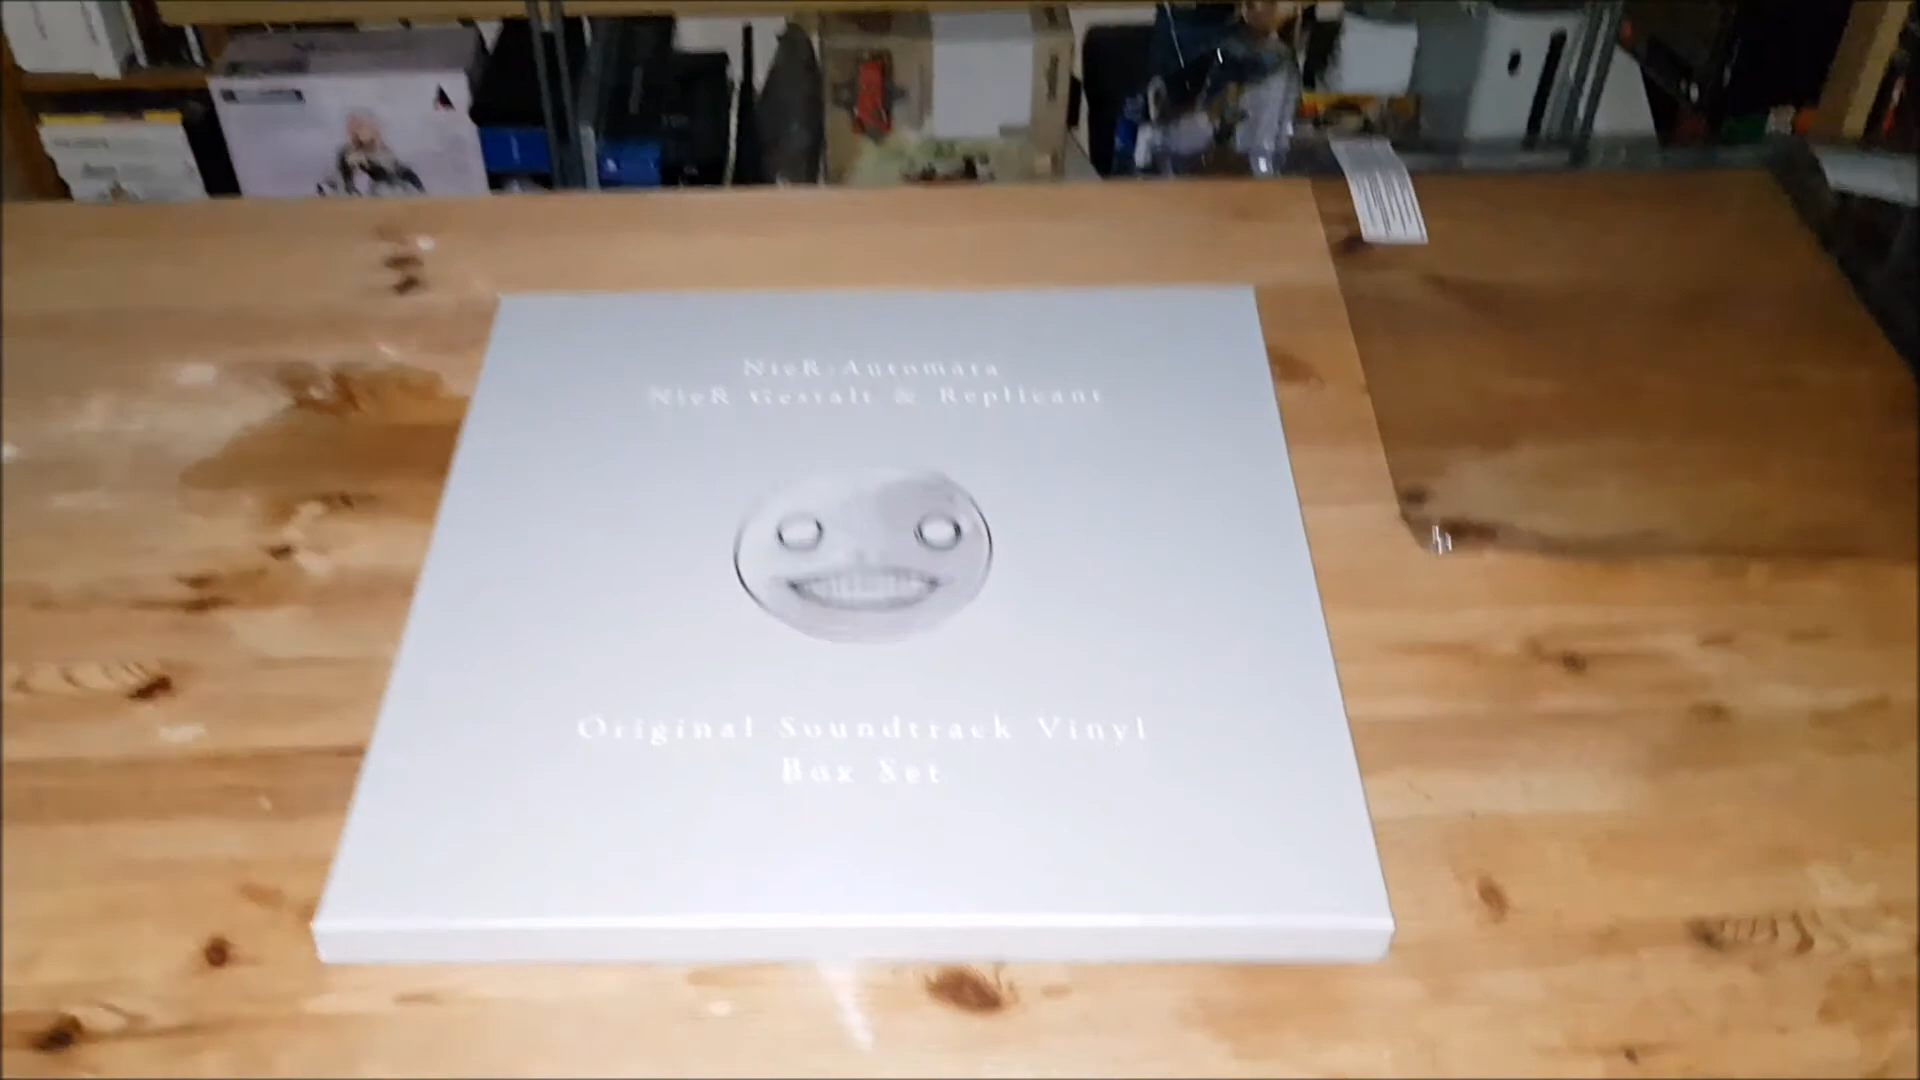 NieR:Automata
NieR Gestalt & Replicant
Original Soundtrack Vinyl
Box Set